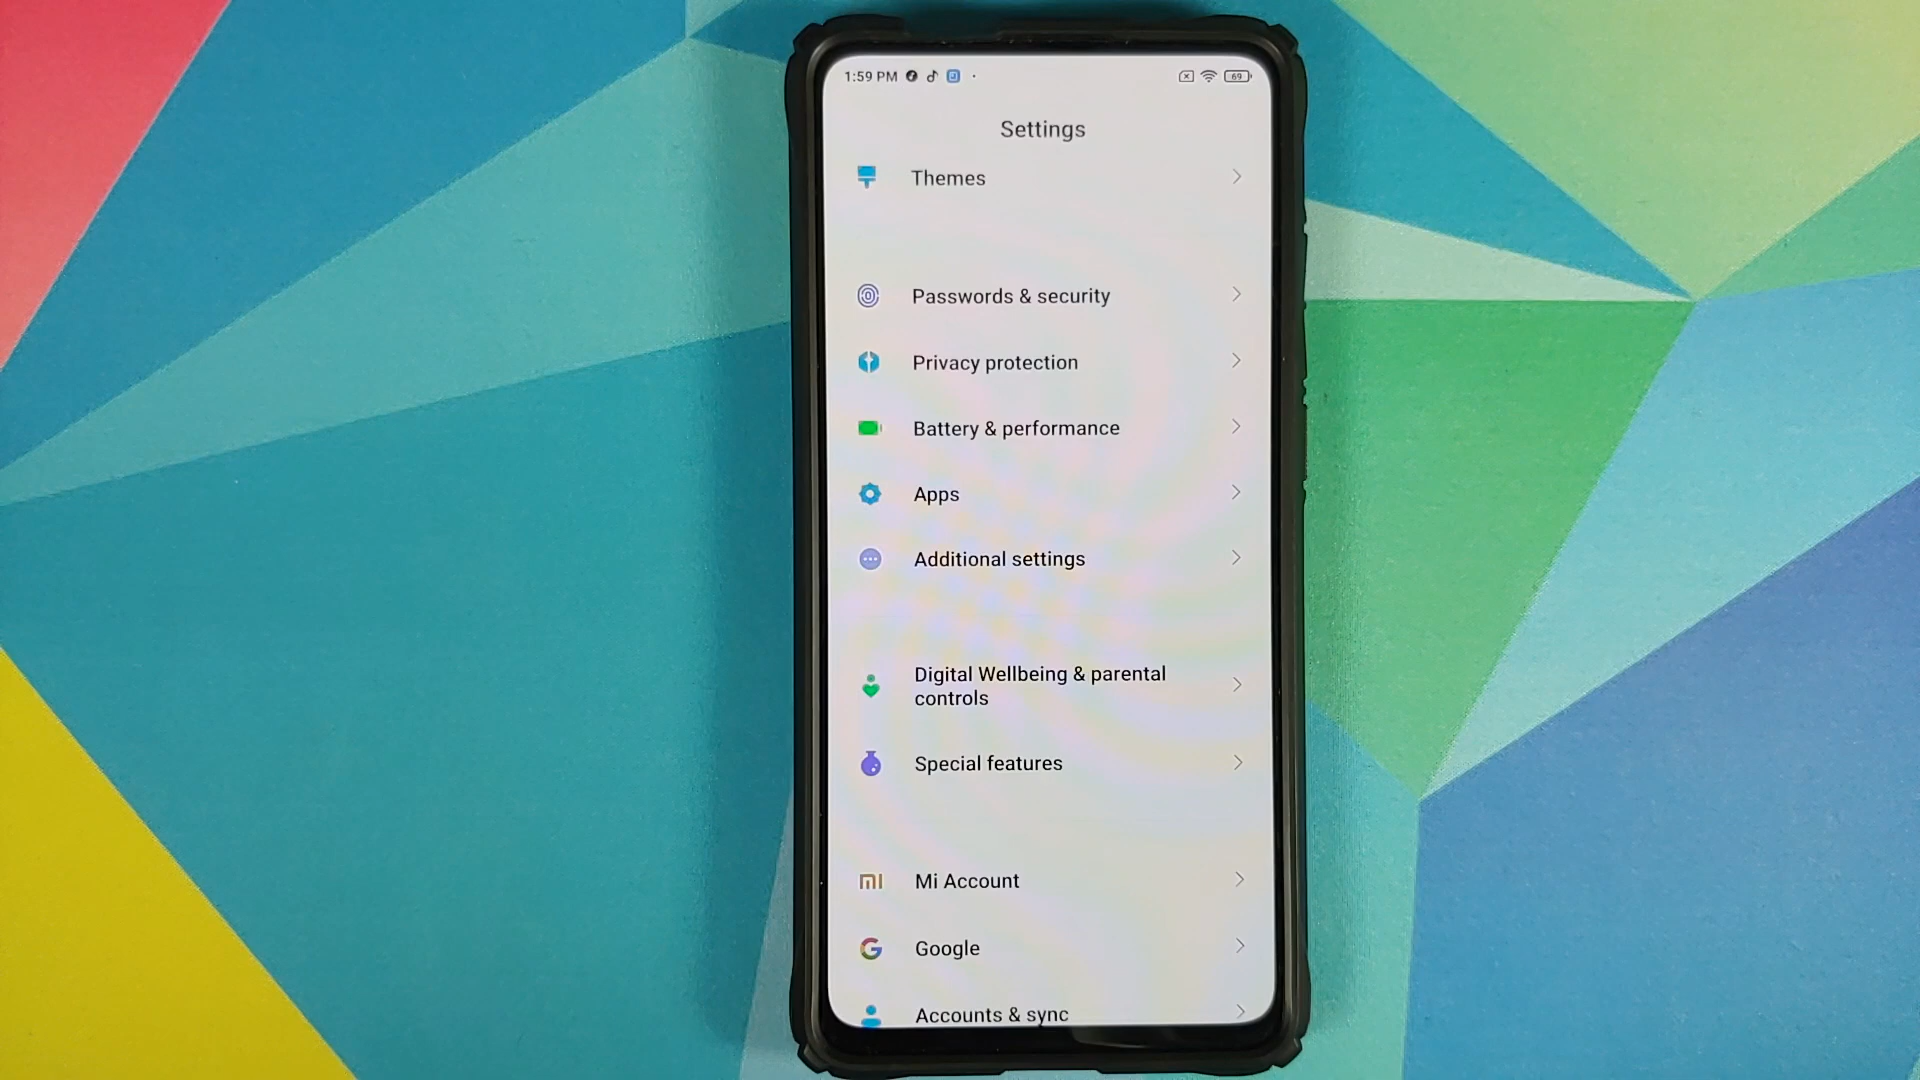 1:59 PM
69
Settings
Themes
Passwords & security
Privacy protection
Battery & performance
Apps
Additional settings
Digital Wellbeing & parental
controls
Special features
Mi Account
Google
Accounts & sync